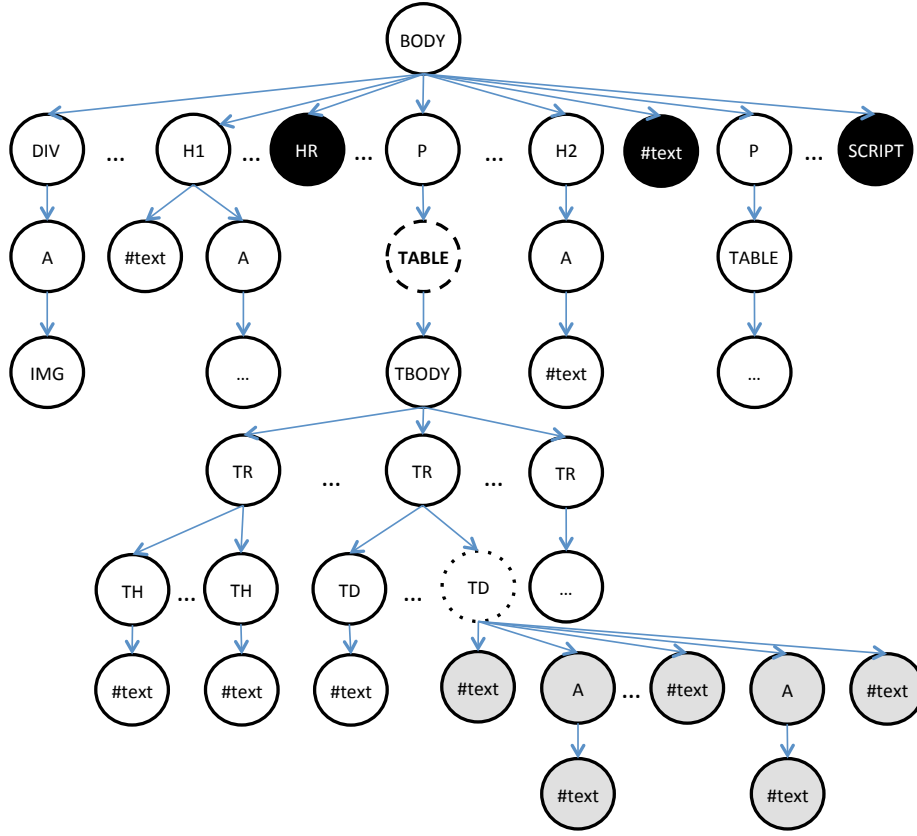 BODY
DIV ... H1 ... HR ... P ... H2 #text P ... SCRIPT
A #text A TABLE A TABLE
IMG ... TBODY #text ...
TR ... TR ... TR
TH ... TH TD ... TD ...
#text #text #text #text A ... #text A #text
#text #text